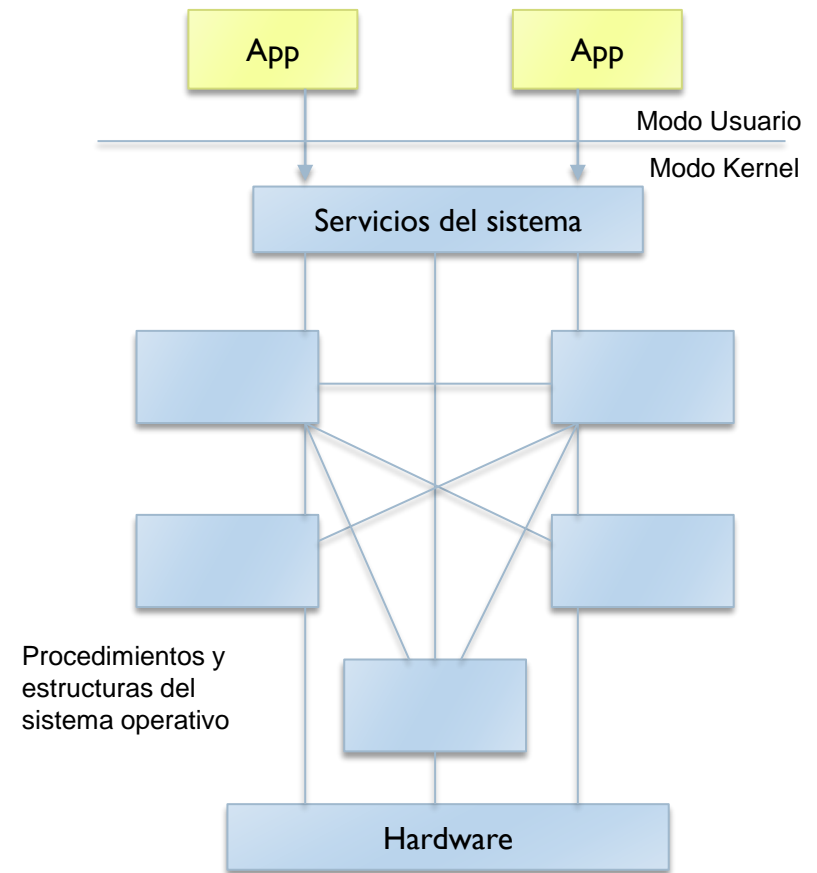 App
App
Modo Usuario
Modo Kernel
Servicios del sistema
Procedimientos y
estructuras del
sistema operativo
Hardware